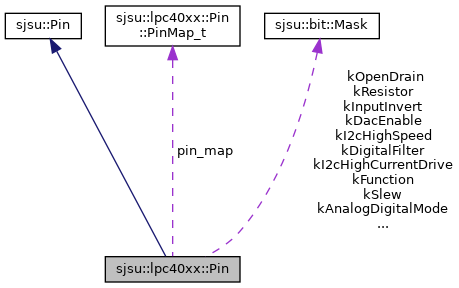 sjsu::Pin
sjsu::lpc40xx::Pin
::PinMap_t
sjsu::bit::Mask
pin_map
kOpenDrain
kResistor
kInputInvert
kDacEnable
kI2cHighSpeed
kDigitalFilter
kI2cHighCurrentDrive
kFunction
kSlew
kAnalogDigitalMode
...
sjsu::lpc40xx::Pin